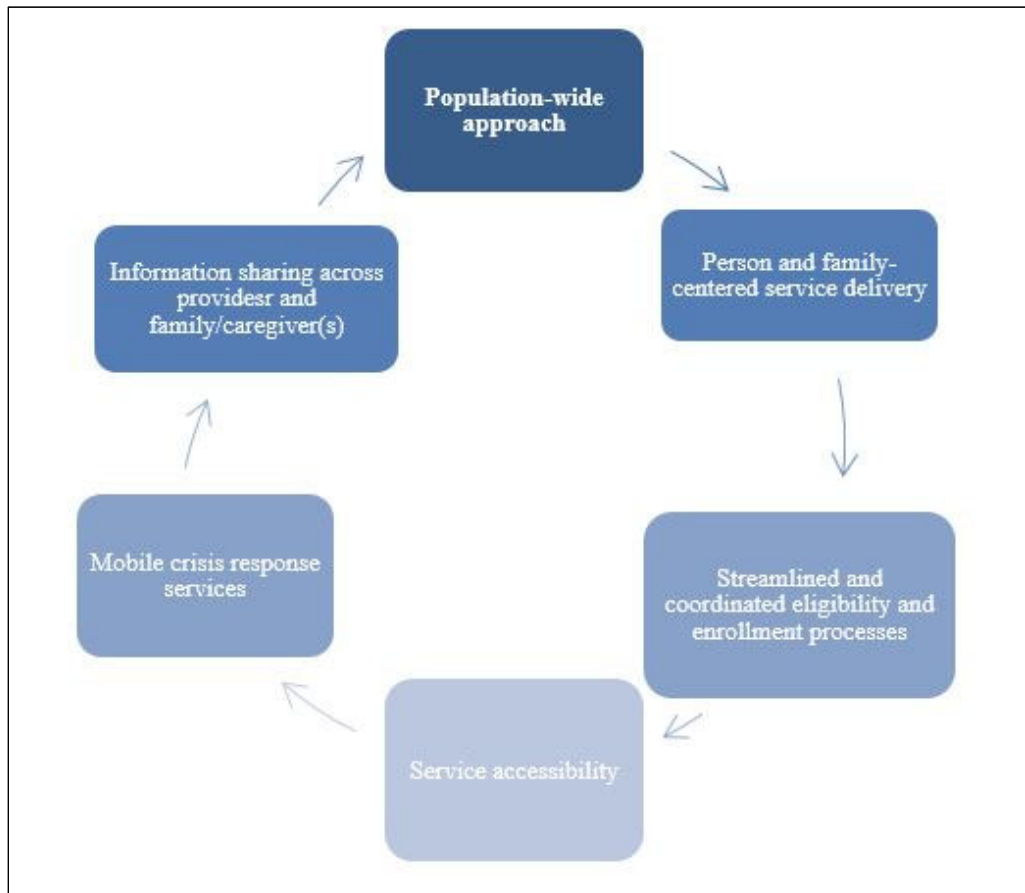 Population-wide
approach
Person and family-
centered service delivery
Streamlined and
coordinated eligibility and
enrollment processes
Service accessibility
Mobile crisis response
services
Information sharing across
providesr and
family/caregiver(s)